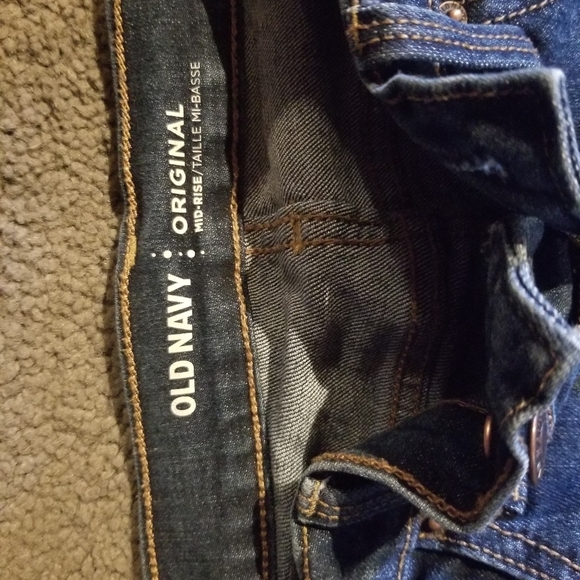 OLD NAVY
ORIGINAL
MID-RISE/TAILLE MI-BASSE